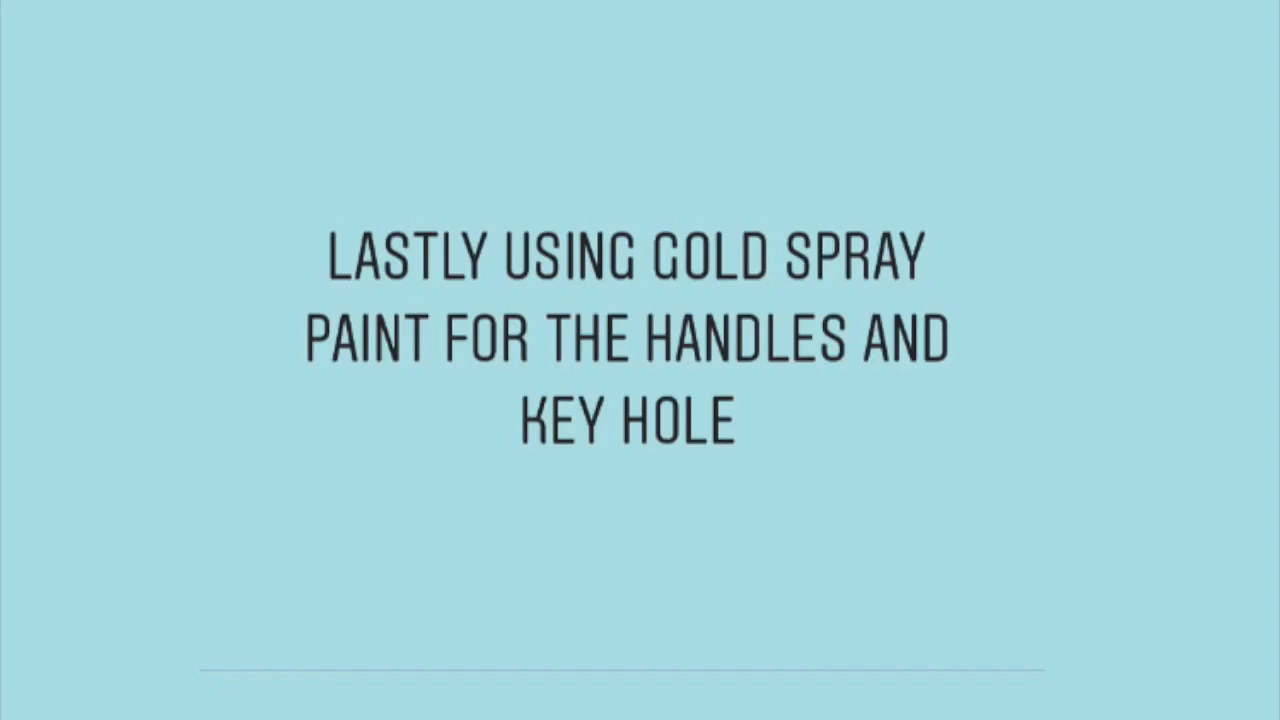 LASTLY USING GOLD SPRAY
PAINT FOR THE HANDLES AND
KEY HOLE